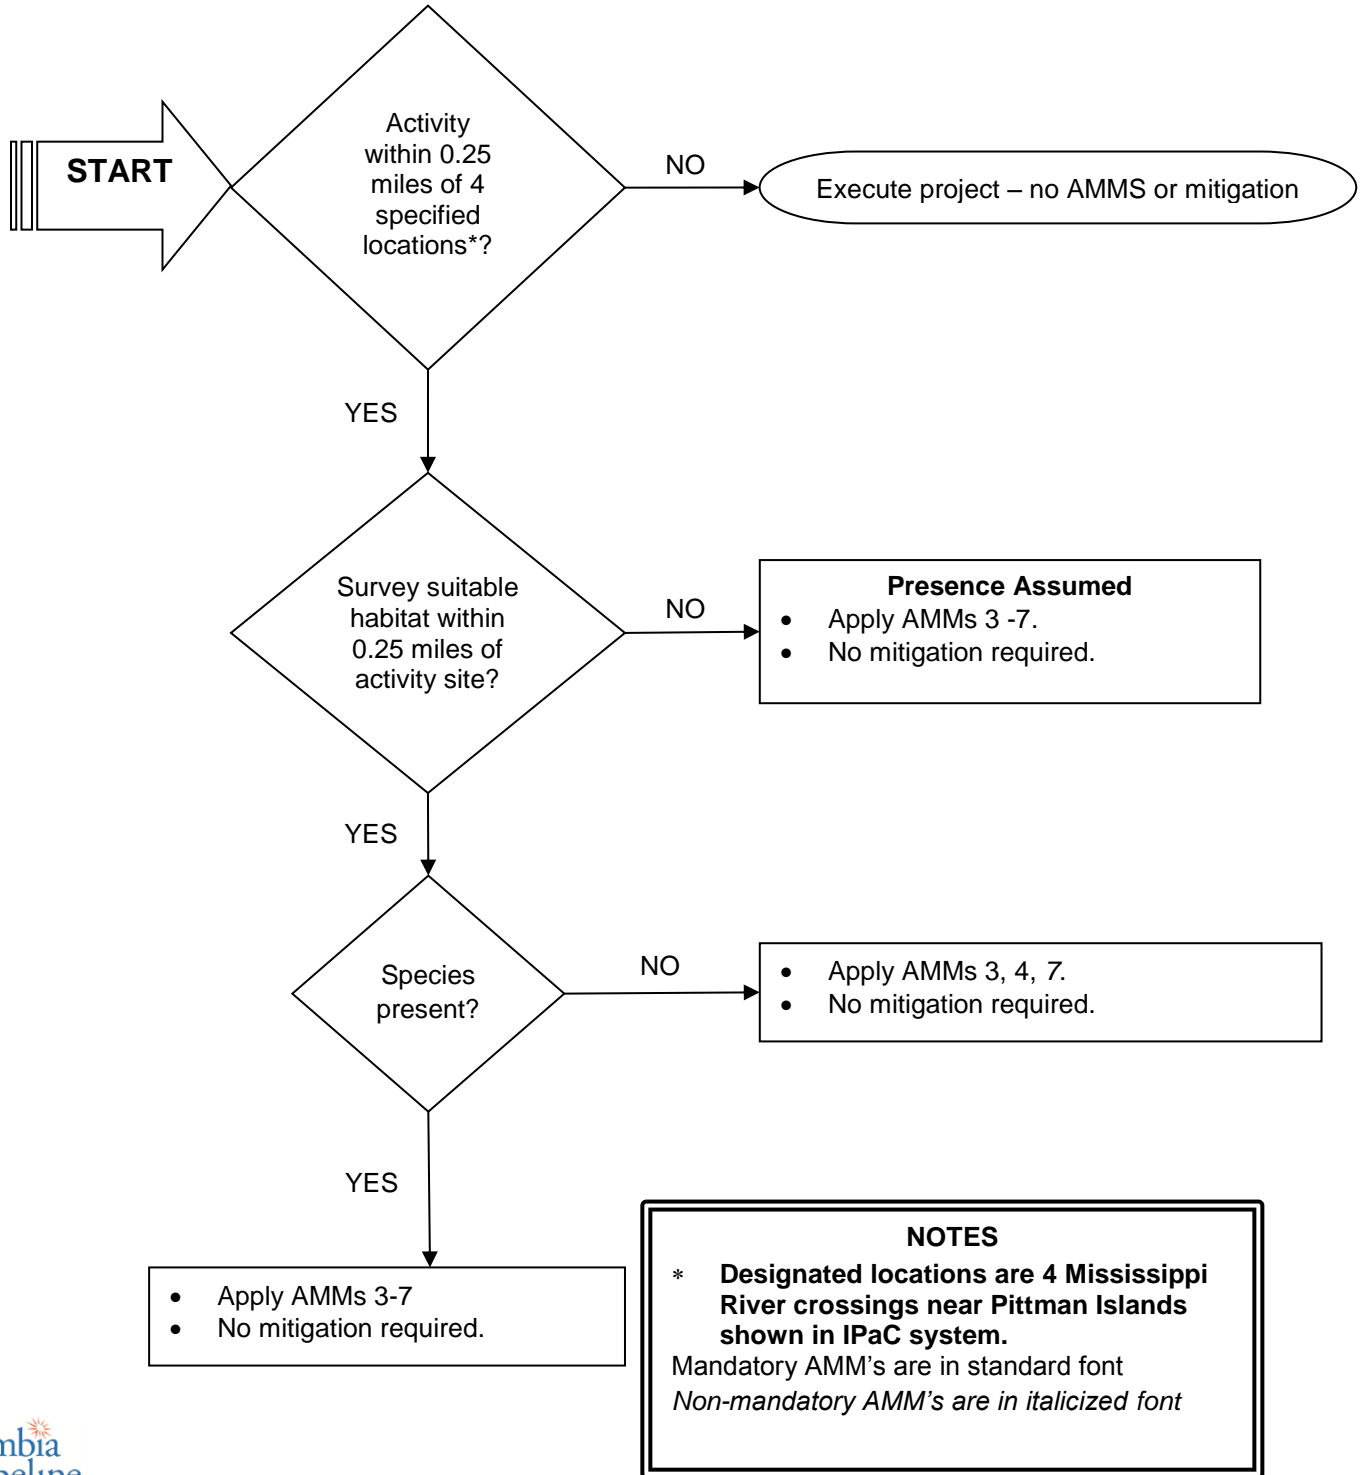 START
Activity
within 0.25
miles of 4
specified
locations*?
NO
Execute project – no AMMS or mitigation
YES
Survey suitable
habitat within
0.25 miles of
activity site?
NO
Presence Assumed
• Apply AMMs 3 -7.
• No mitigation required.
YES
Species
present?
NO
• Apply AMMs 3, 4, 7.
• No mitigation required.
YES
• Apply AMMs 3-7
• No mitigation required.
NOTES
* Designated locations are 4 Mississippi
River crossings near Pittman Islands
shown in IPaC system.
Mandatory AMM's are in standard font
Non-mandatory AMM's are in italicized font
mbia